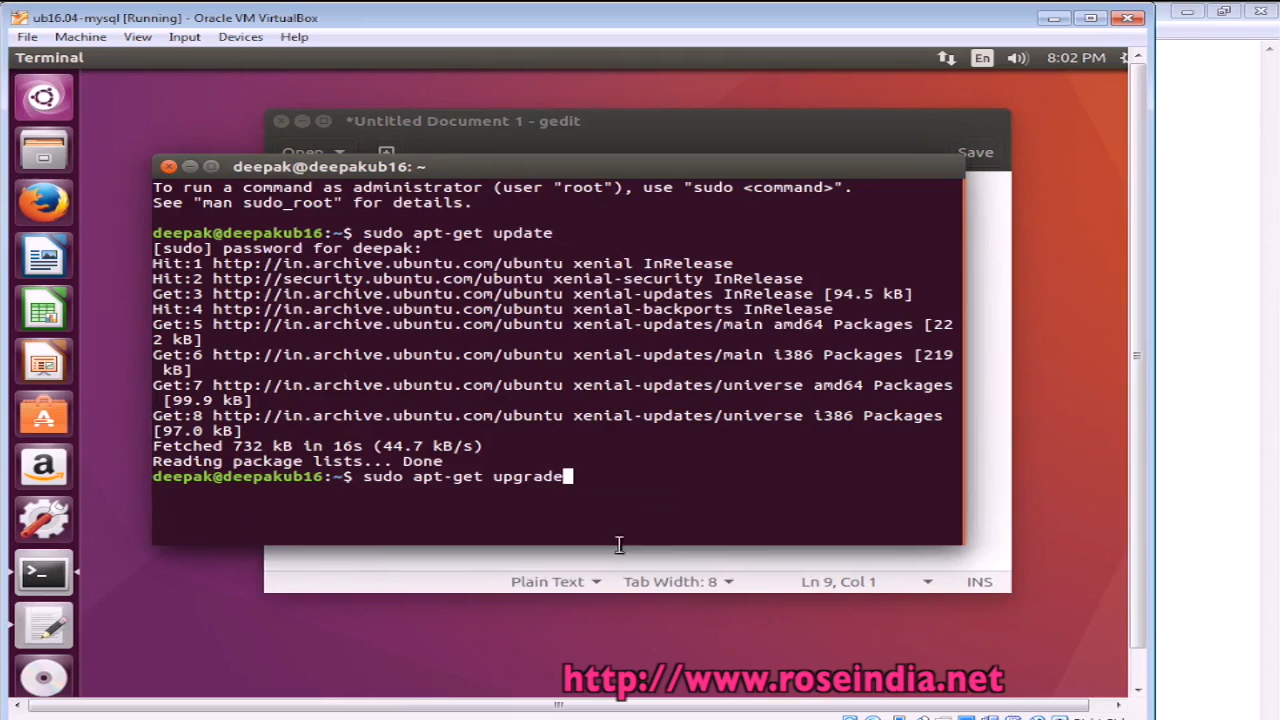 ub16.04-mysql [Running] - Oracle VM VirtualBox
File Machine View Input Devices Help
Terminal
En
8:02 PM
*Untitled Document 1 - gedit
Open
Save
deepak@deepakub16: ~
To run a command as administrator (user "root"), use "sudo <command>".
See "man sudo_root" for details.
deepak@deepakub16:~$ sudo apt-get update
[sudo] password for deepak:
Hit:1 http://in.archive.ubuntu.com/ubuntu xenial InRelease
Hit:2 http://security.ubuntu.com/ubuntu xenial-security InRelease
Get:3 http://in.archive.ubuntu.com/ubuntu xenial-updates InRelease [94.5 kB]
Hit:4 http://in.archive.ubuntu.com/ubuntu xenial-backports InRelease
Get:5 http://in.archive.ubuntu.com/ubuntu xenial-updates/main amd64 Packages [22
2 kB]
Get:6 http://in.archive.ubuntu.com/ubuntu xenial-updates/main i386 Packages [219
kB]
Get:7 http://in.archive.ubuntu.com/ubuntu xenial-updates/universe amd64 Packages
[99.9 kB]
Get:8 http://in.archive.ubuntu.com/ubuntu xenial-updates/universe i386 Packages
[97.0 kB]
Fetched 732 kB in 16s (44.7 kB/s)
Reading package lists... Done
deepak@deepakub16:~$ sudo apt-get upgrade
Plain Text Tab Width: 8 Ln 9, Col 1 INS
http://www.roseindia.net